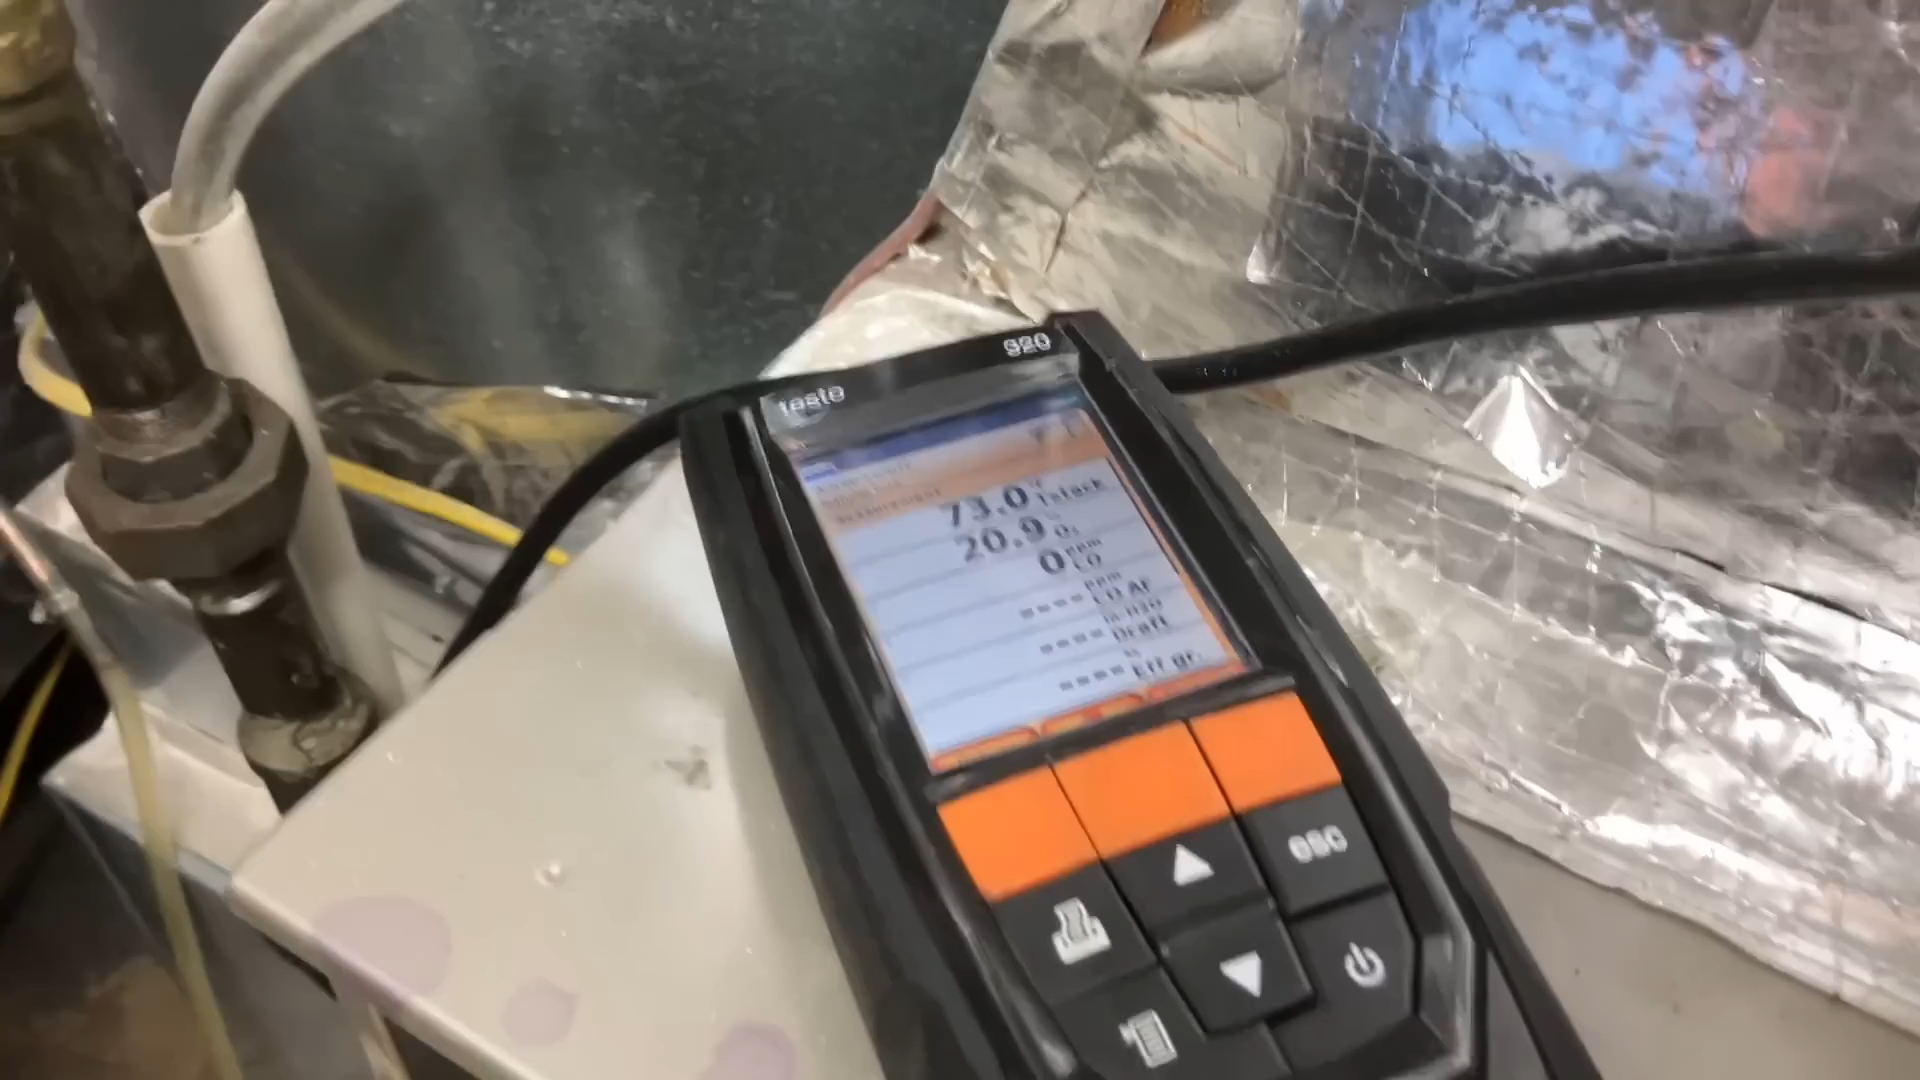 testo
320
73.0 °F Tstack
20.9 % O₂
0 ppm CO
---- ppm CO AF
---- in H2O Draft
---- % Eff gr.
esc